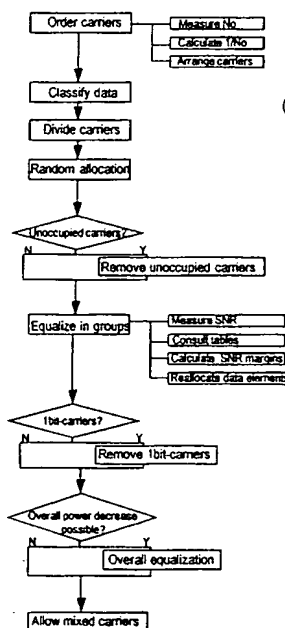 Order carriers
Measure No
Calculate 1/No
Arrange carriers
Classify data
Divide carriers
Random allocation
Unoccupied carriers?
N
Y
Remove unoccupied carriers
Equalize in groups
Measure SNR
Consult tables
Calculate SNR margins
Reallocate data elements
1bit-carriers?
N
Y
Remove 1bit-carriers
Overall power decrease
possible?
N
Y
Overall equalization
Allow mixed carriers
(